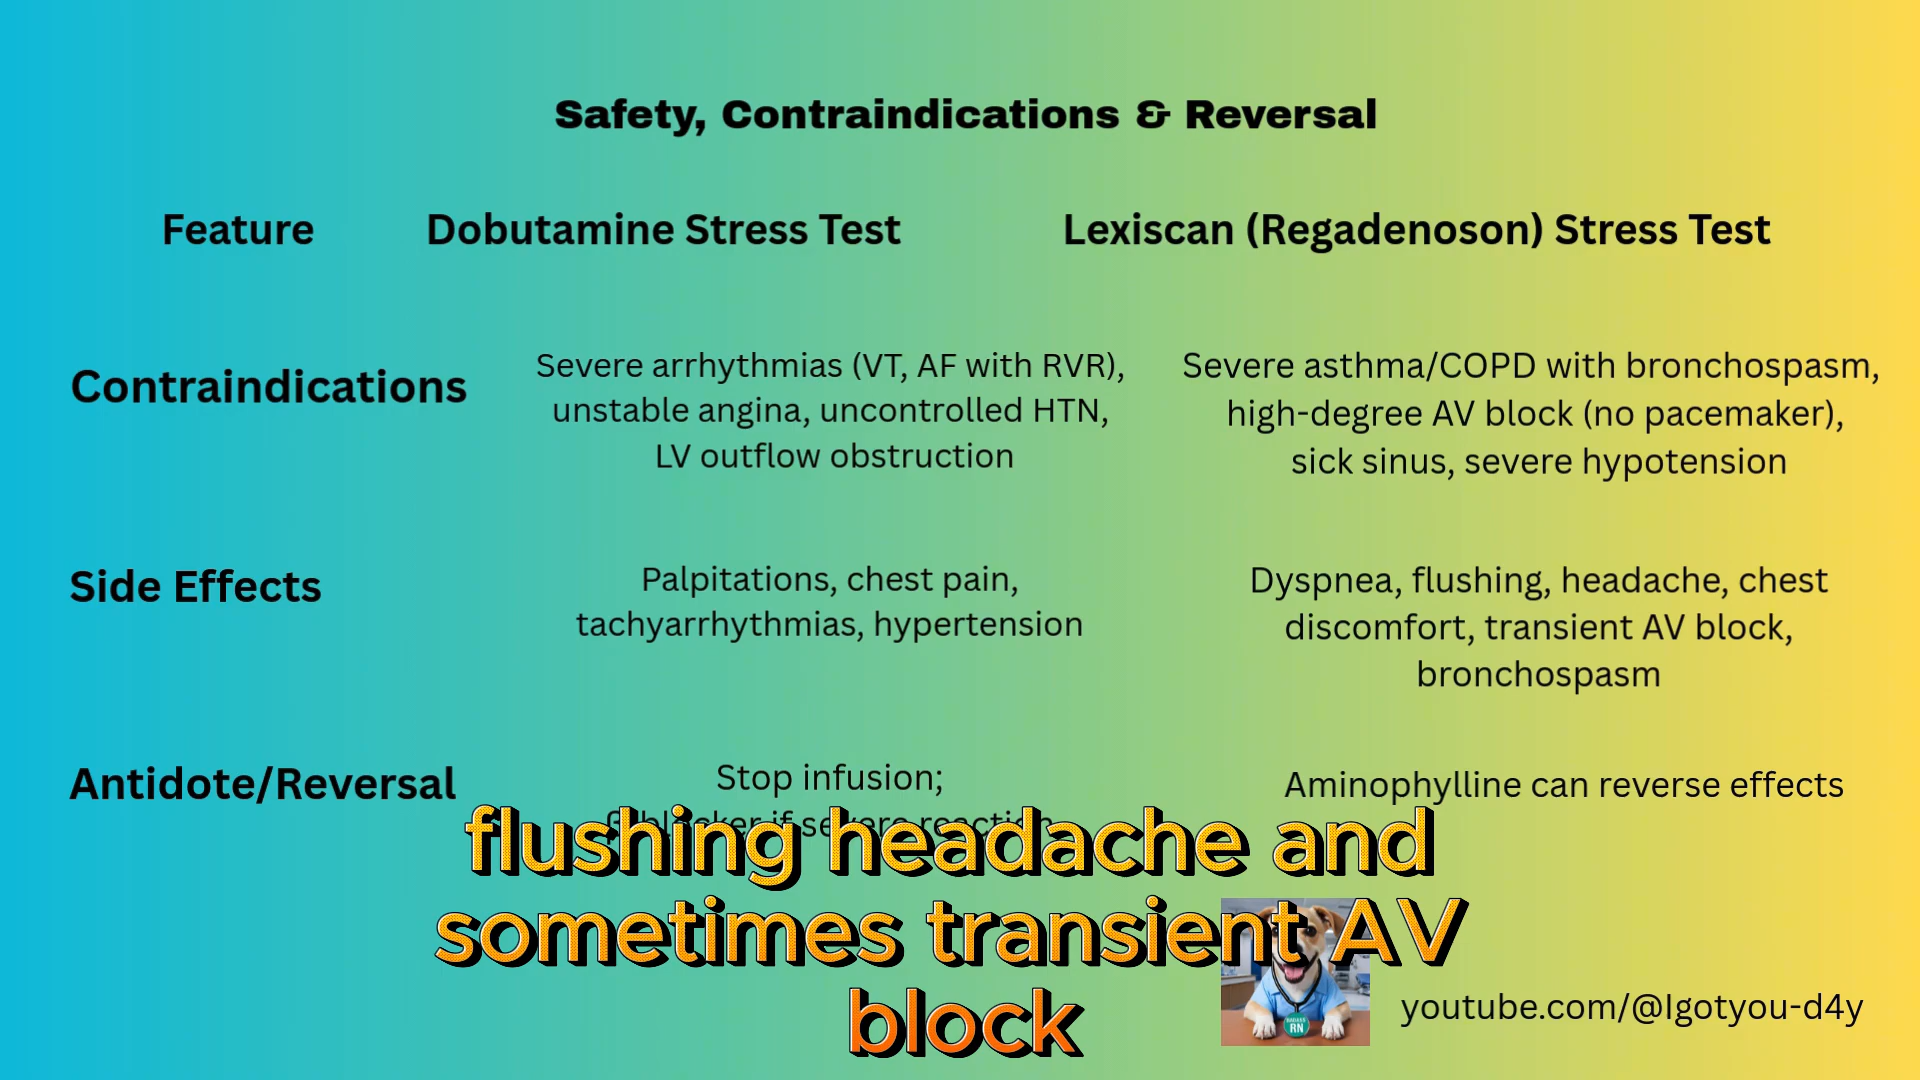 Safety, Contraindications & Reversal
Feature
Dobutamine Stress Test
Lexiscan (Regadenoson) Stress Test
Contraindications
Severe arrhythmias (VT, AF with RVR),
unstable angina, uncontrolled HTN,
LV outflow obstruction
Severe asthma/COPD with bronchospasm,
high-degree AV block (no pacemaker),
sick sinus, severe hypotension
Side Effects
Palpitations, chest pain,
tachyarrhythmias, hypertension
Dyspnea, flushing, headache, chest
discomfort, transient AV block,
bronchospasm
Antidote/Reversal
Stop infusion;
β-blocker if severe reaction
Aminophylline can reverse effects
flushing headache and
sometimes transient AV
block
RN
youtube.com/@Igotyou-d4y